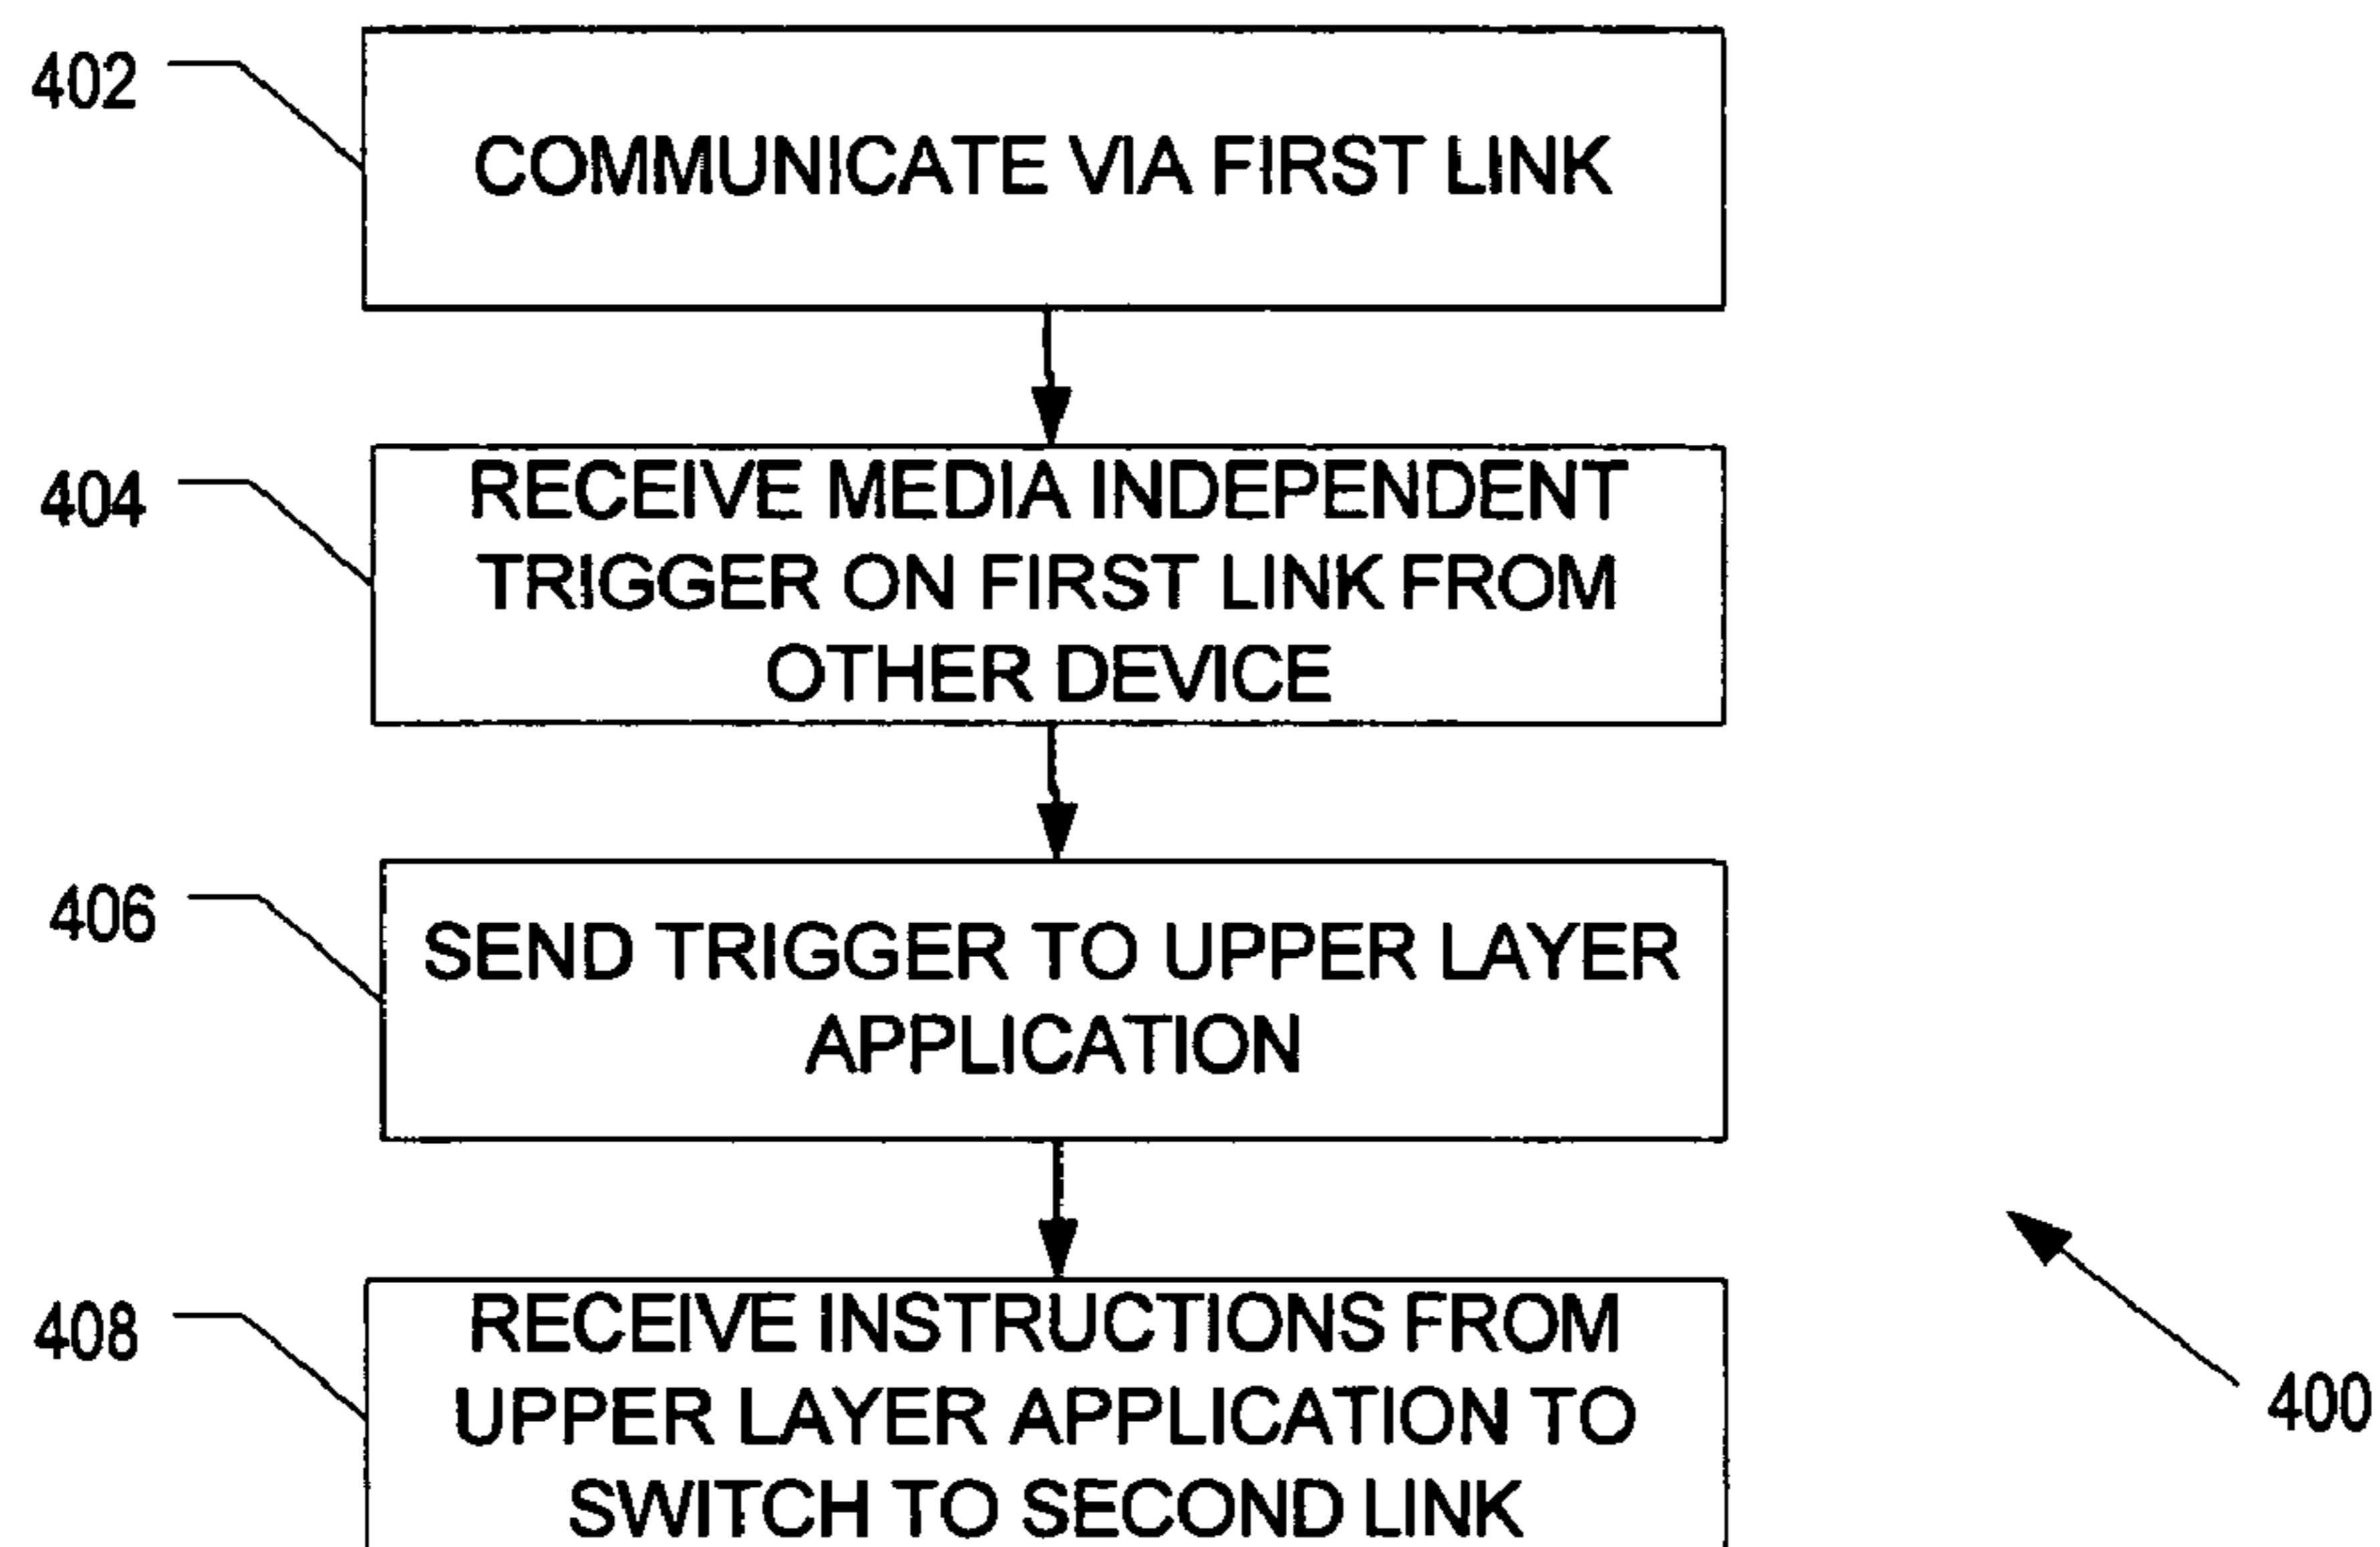 402
COMMUNICATE VIA FIRST LINK
404
RECEIVE MEDIA INDEPENDENT
TRIGGER ON FIRST LINK FROM
OTHER DEVICE
406
SEND TRIGGER TO UPPER LAYER
APPLICATION
408
RECEIVE INSTRUCTIONS FROM
UPPER LAYER APPLICATION TO
SWITCH TO SECOND LINK
400